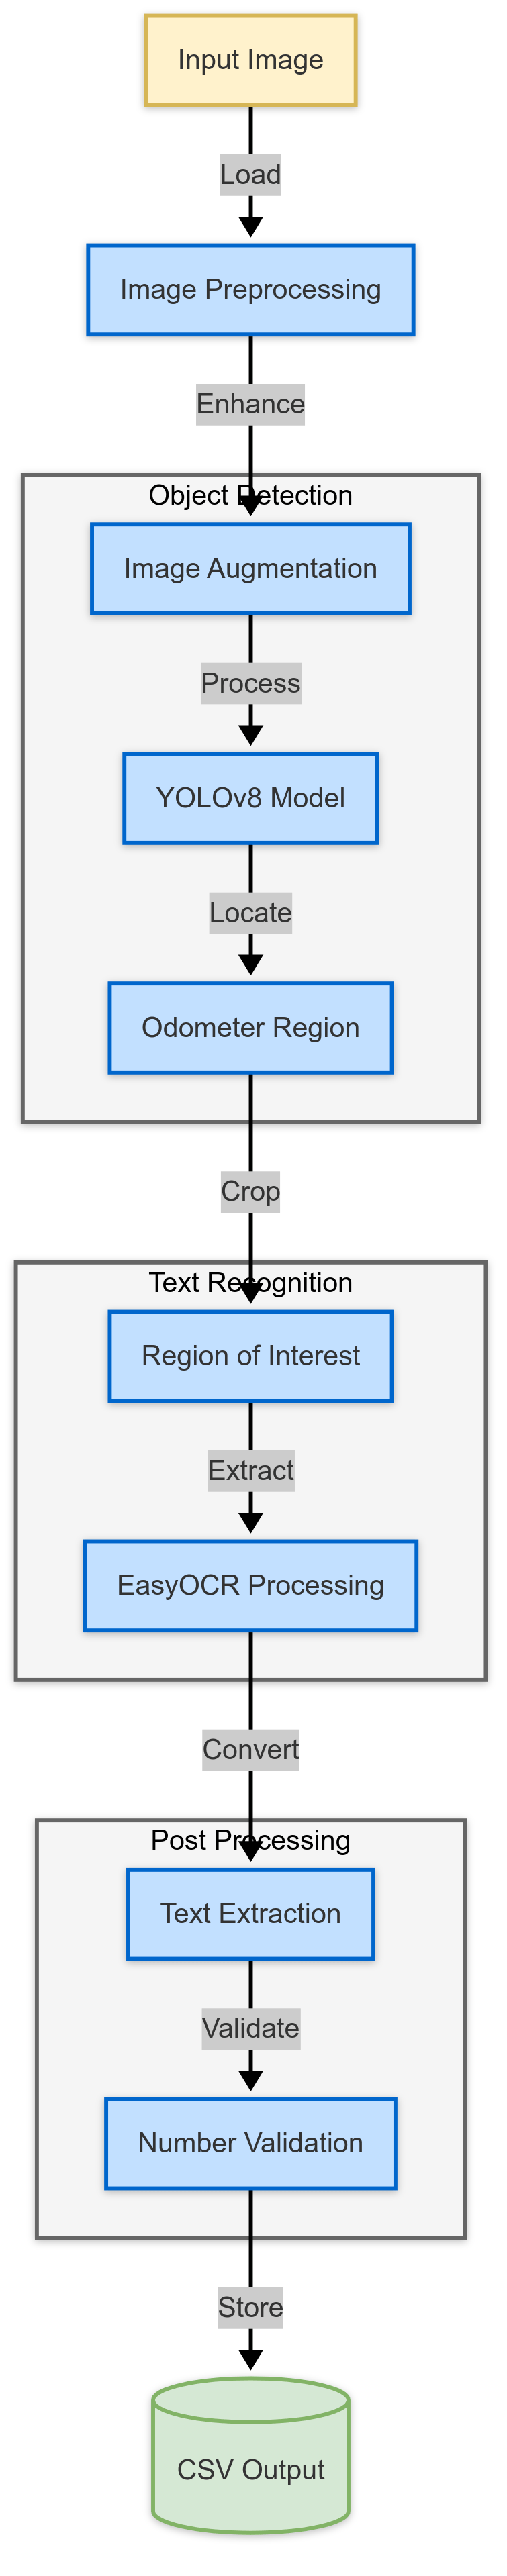 Input Image
Load
Image Preprocessing
Enhance
Object Detection
Image Augmentation
Process
YOLOv8 Model
Locate
Odometer Region
Crop
Text Recognition
Region of Interest
Extract
EasyOCR Processing
Convert
Post Processing
Text Extraction
Validate
Number Validation
Store
CSV Output